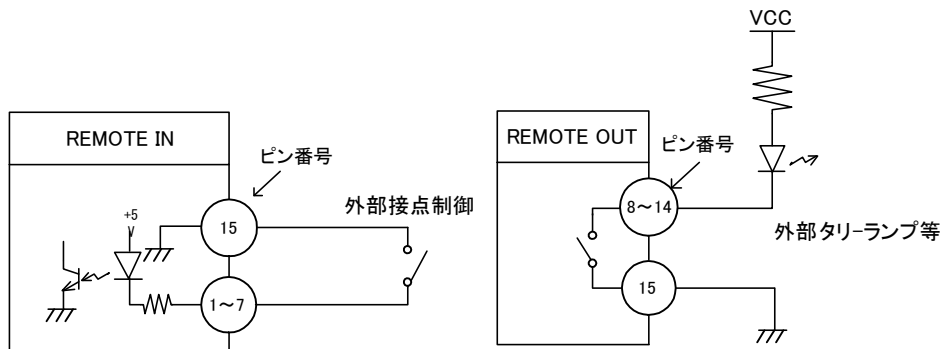 REMOTE IN
ピン番号
+5
V
15
外部接点制御
1～7
VCC
REMOTE OUT
ピン番号
8～14
外部タリーランプ等
15